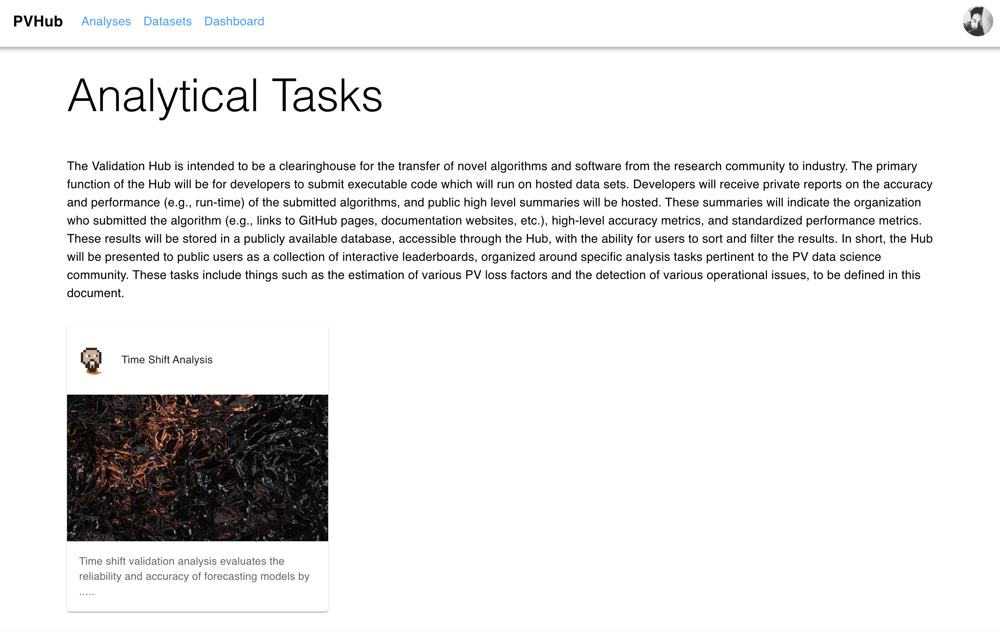 PVHub Analyses Datasets Dashboard
Analytical Tasks
The Validation Hub is intended to be a clearinghouse for the transfer of novel algorithms and software from the research community to industry. The primary
function of the Hub will be for developers to submit executable code which will run on hosted data sets. Developers will receive private reports on the accuracy
and performance (e.g., run-time) of the submitted algorithms, and public high level summaries will be hosted. These summaries will indicate the organization
who submitted the algorithm (e.g., links to GitHub pages, documentation websites, etc.), high-level accuracy metrics, and standardized performance metrics.
These results will be stored in a publicly available database, accessible through the Hub, with the ability for users to sort and filter the results. In short, the Hub
will be presented to public users as a collection of interactive leaderboards, organized around specific analysis tasks pertinent to the PV data science
community. These tasks include things such as the estimation of various PV loss factors and the detection of various operational issues, to be defined in this
document.
Time Shift Analysis
Time shift validation analysis evaluates the
reliability and accuracy of forecasting models by
.....